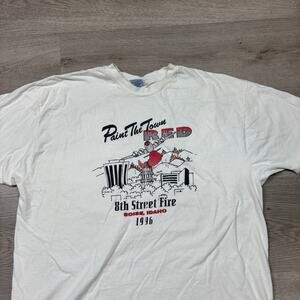 Paint The Town
RED
8th Street Fire
BOISE, IDAHO
1996